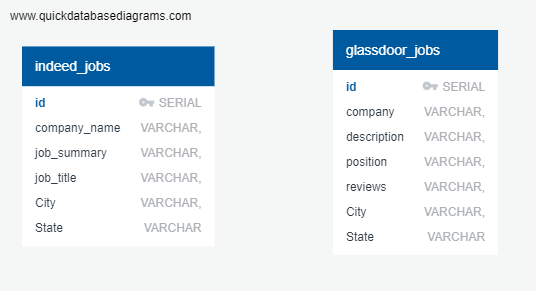 www.quickdatabasediagrams.com
indeed_jobs
id SERIAL
company_name VARCHAR,
job_summary VARCHAR,
job_title VARCHAR,
City VARCHAR,
State VARCHAR
glassdoor_jobs
id SERIAL
company VARCHAR,
description VARCHAR,
position VARCHAR,
reviews VARCHAR,
City VARCHAR,
State VARCHAR